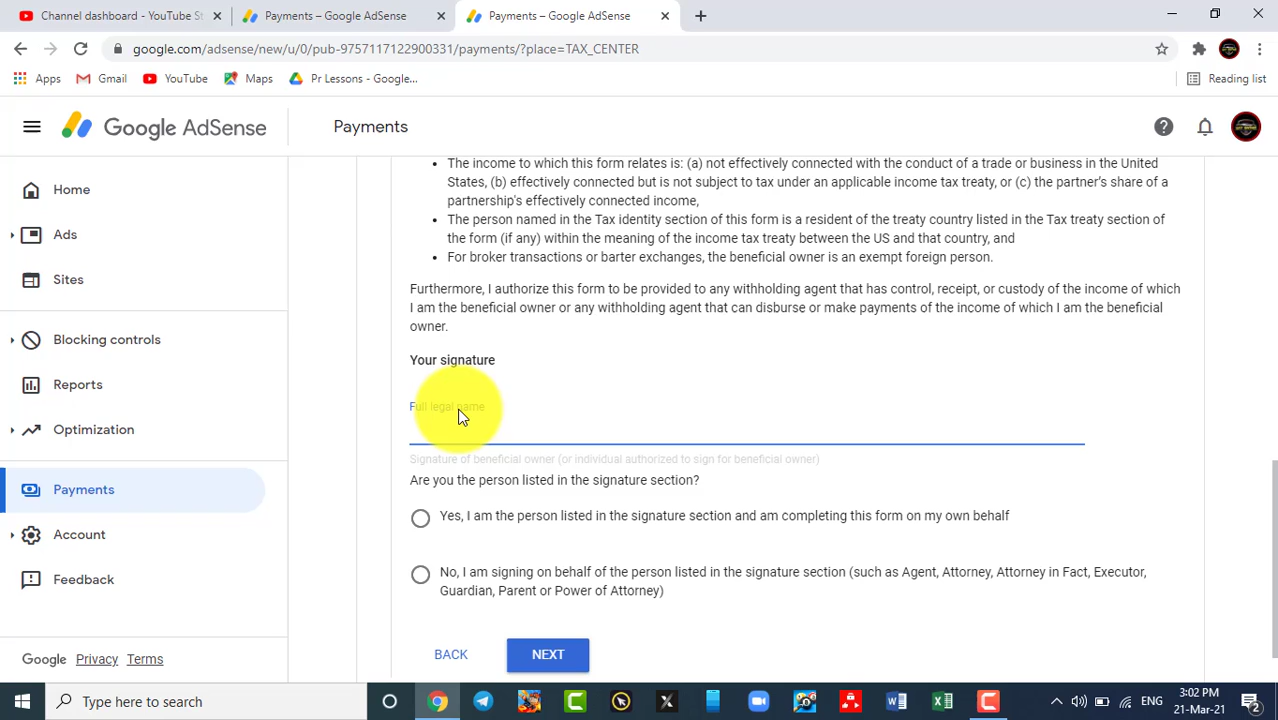 Channel dashboard - YouTube St
Payments – Google AdSense
Payments – Google AdSense
google.com/adsense/new/u/0/pub-9757117122900331/payments/?place=TAX_CENTER
Apps
Gmail
YouTube
Maps
Pr Lessons - Google...
Reading list
Google AdSense
Payments
Home
Ads
Sites
Blocking controls
Reports
Optimization
Payments
Account
Feedback
Google Privacy Terms
• The income to which this form relates is: (a) not effectively connected with the conduct of a trade or business in the United
States, (b) effectively connected but is not subject to tax under an applicable income tax treaty, or (c) the partner's share of a
partnership's effectively connected income,
• The person named in the Tax identity section of this form is a resident of the treaty country listed in the Tax treaty section of
the form (if any) within the meaning of the income tax treaty between the US and that country, and
• For broker transactions or barter exchanges, the beneficial owner is an exempt foreign person.
Furthermore, I authorize this form to be provided to any withholding agent that has control, receipt, or custody of the income of which
I am the beneficial owner or any withholding agent that can disburse or make payments of the income of which I am the beneficial
owner.
Your signature
Full legal name
Signature of beneficial owner (or individual authorized to sign for beneficial owner)
Are you the person listed in the signature section?
Yes, I am the person listed in the signature section and am completing this form on my own behalf
No, I am signing on behalf of the person listed in the signature section (such as Agent, Attorney, Attorney in Fact, Executor,
Guardian, Parent or Power of Attorney)
BACK
NEXT
Type here to search
ENG
3:02 PM
21-Mar-21
2